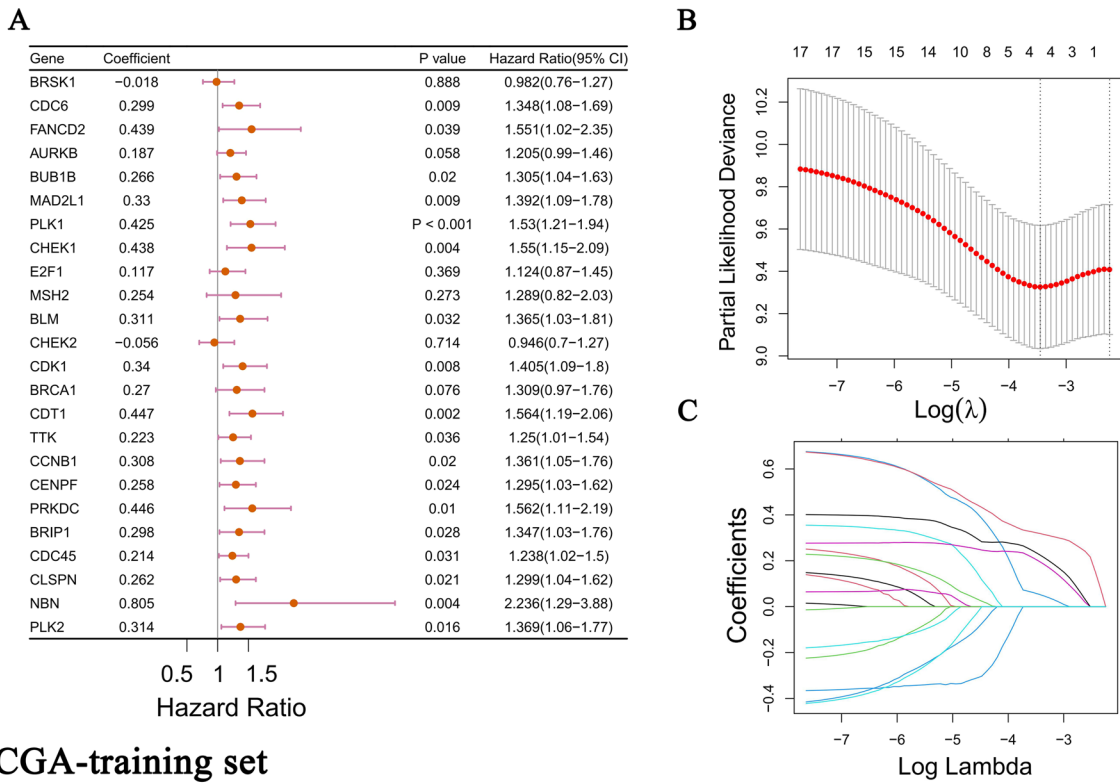 A
Gene Coefficient P value Hazard Ratio(95% CI)
BRSK1 −0.018 0.888 0.982(0.76−1.27)
CDC6 0.299 0.009 1.348(1.08−1.69)
FANCD2 0.439 0.039 1.551(1.02−2.35)
AURKB 0.187 0.058 1.205(0.99−1.46)
BUB1B 0.266 0.02 1.305(1.04−1.63)
MAD2L1 0.33 0.009 1.392(1.09−1.78)
PLK1 0.425 P < 0.001 1.53(1.21−1.94)
CHEK1 0.438 0.004 1.55(1.15−2.09)
E2F1 0.117 0.369 1.124(0.87−1.45)
MSH2 0.254 0.273 1.289(0.82−2.03)
BLM 0.311 0.032 1.365(1.03−1.81)
CHEK2 −0.056 0.714 0.946(0.7−1.27)
CDK1 0.34 0.008 1.405(1.09−1.8)
BRCA1 0.27 0.076 1.309(0.97−1.76)
CDT1 0.447 0.002 1.564(1.19−2.06)
TTK 0.223 0.036 1.25(1.01−1.54)
CCNB1 0.308 0.02 1.361(1.05−1.76)
CENPF 0.258 0.024 1.295(1.03−1.62)
PRKDC 0.446 0.01 1.562(1.11−2.19)
BRIP1 0.298 0.028 1.347(1.03−1.76)
CDC45 0.214 0.031 1.238(1.02−1.5)
CLSPN 0.262 0.021 1.299(1.04−1.62)
NBN 0.805 0.004 2.236(1.29−3.88)
PLK2 0.314 0.016 1.369(1.06−1.77)
0.5 1 1.5
Hazard Ratio
CGA-training set
B
17 17 15 15 14 10 8 5 4 4 3 1
Partial Likelihood Deviance
10.2
10.0
9.8
9.6
9.4
9.2
9.0
−7 −6 −5 −4 −3
Log(λ)
C
Coefficients
0.6
0.4
0.2
0.0
−0.2
−0.4
−7 −6 −5 −4 −3
Log Lambda